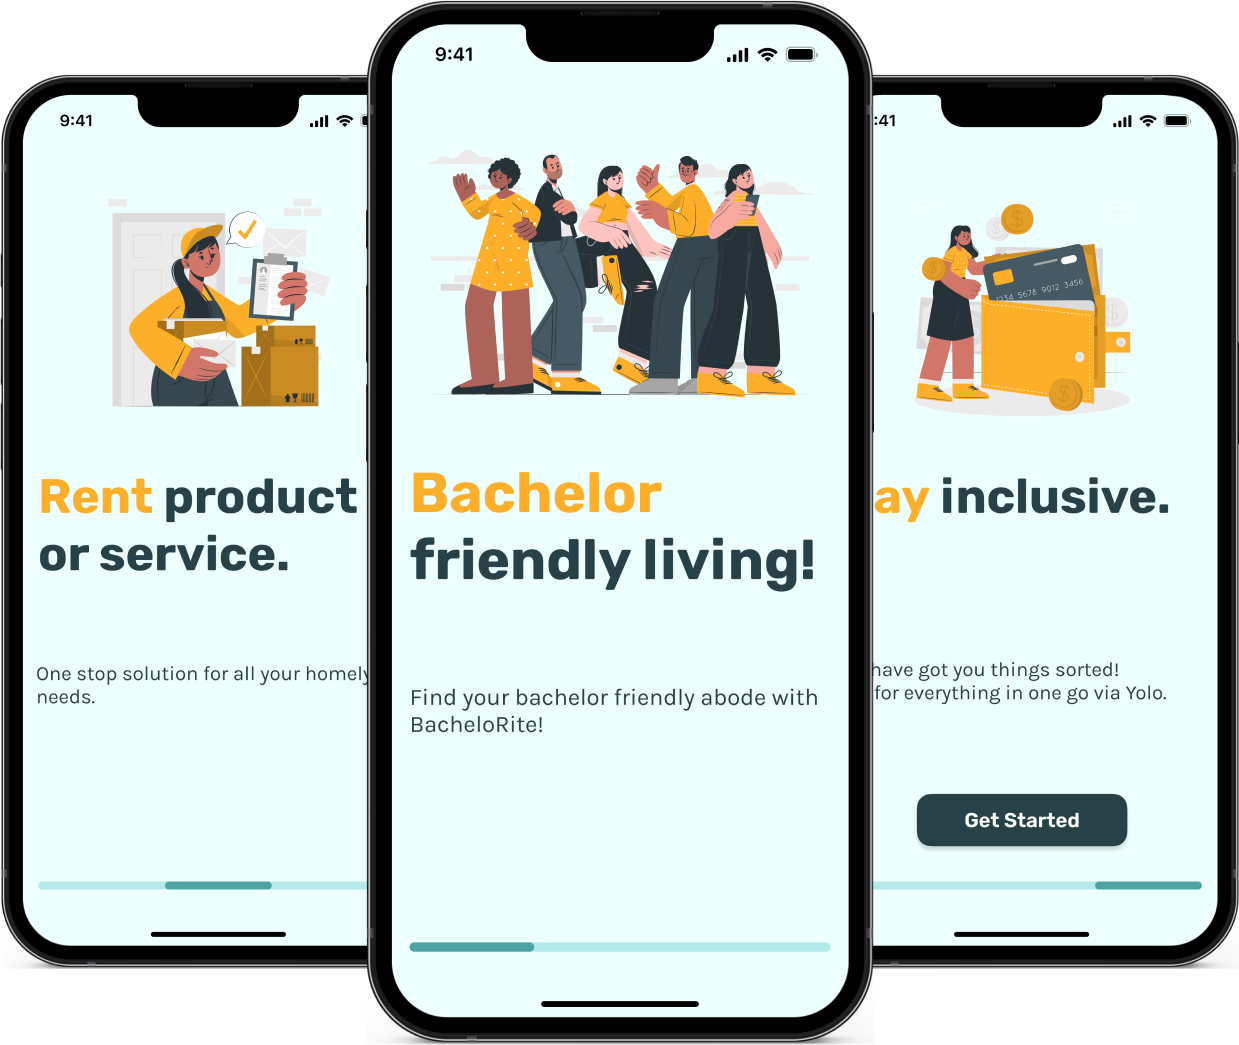 9:41
Rent product
or service.
One stop solution for all your homely
needs.
9:41
Bachelor
friendly living!
Find your bachelor friendly abode with
BacheloRite!
:41
1234 5678 9012 3456
ay inclusive.
have got you things sorted!
for everything in one go via Yolo.
Get Started